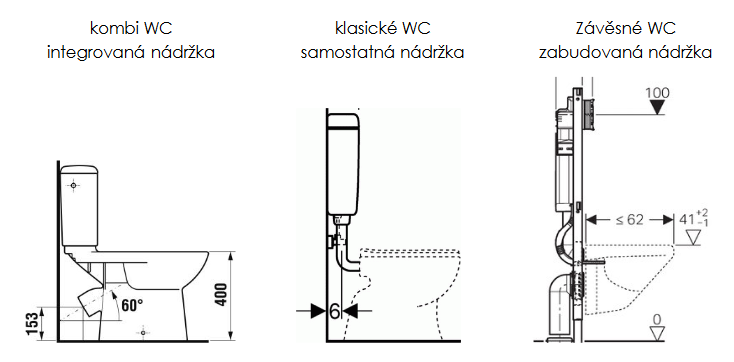 kombi WC
integrovaná nádržka
klasické WC
samostatná nádržka
Závěsné WC
zabudovaná nádržka
100
≤ 62
41 +2 -1
60°
400
153
6
0